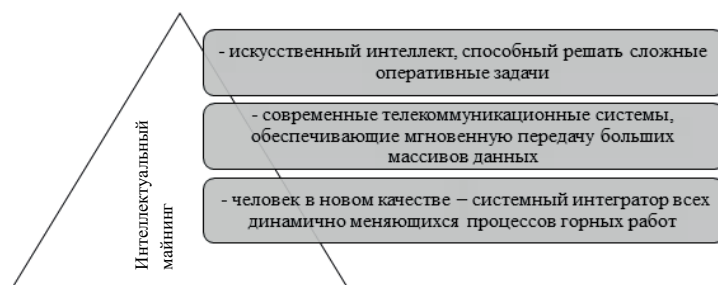 - искусственный интеллект, способный решать сложные
оперативные задачи
- современные телекоммуникационные системы,
обеспечивающие мгновенную передачу больших
массивов данных
- человек в новом качестве – системный интегратор всех
динамично меняющихся процессов горных работ
Интеллектуальный
майнинг